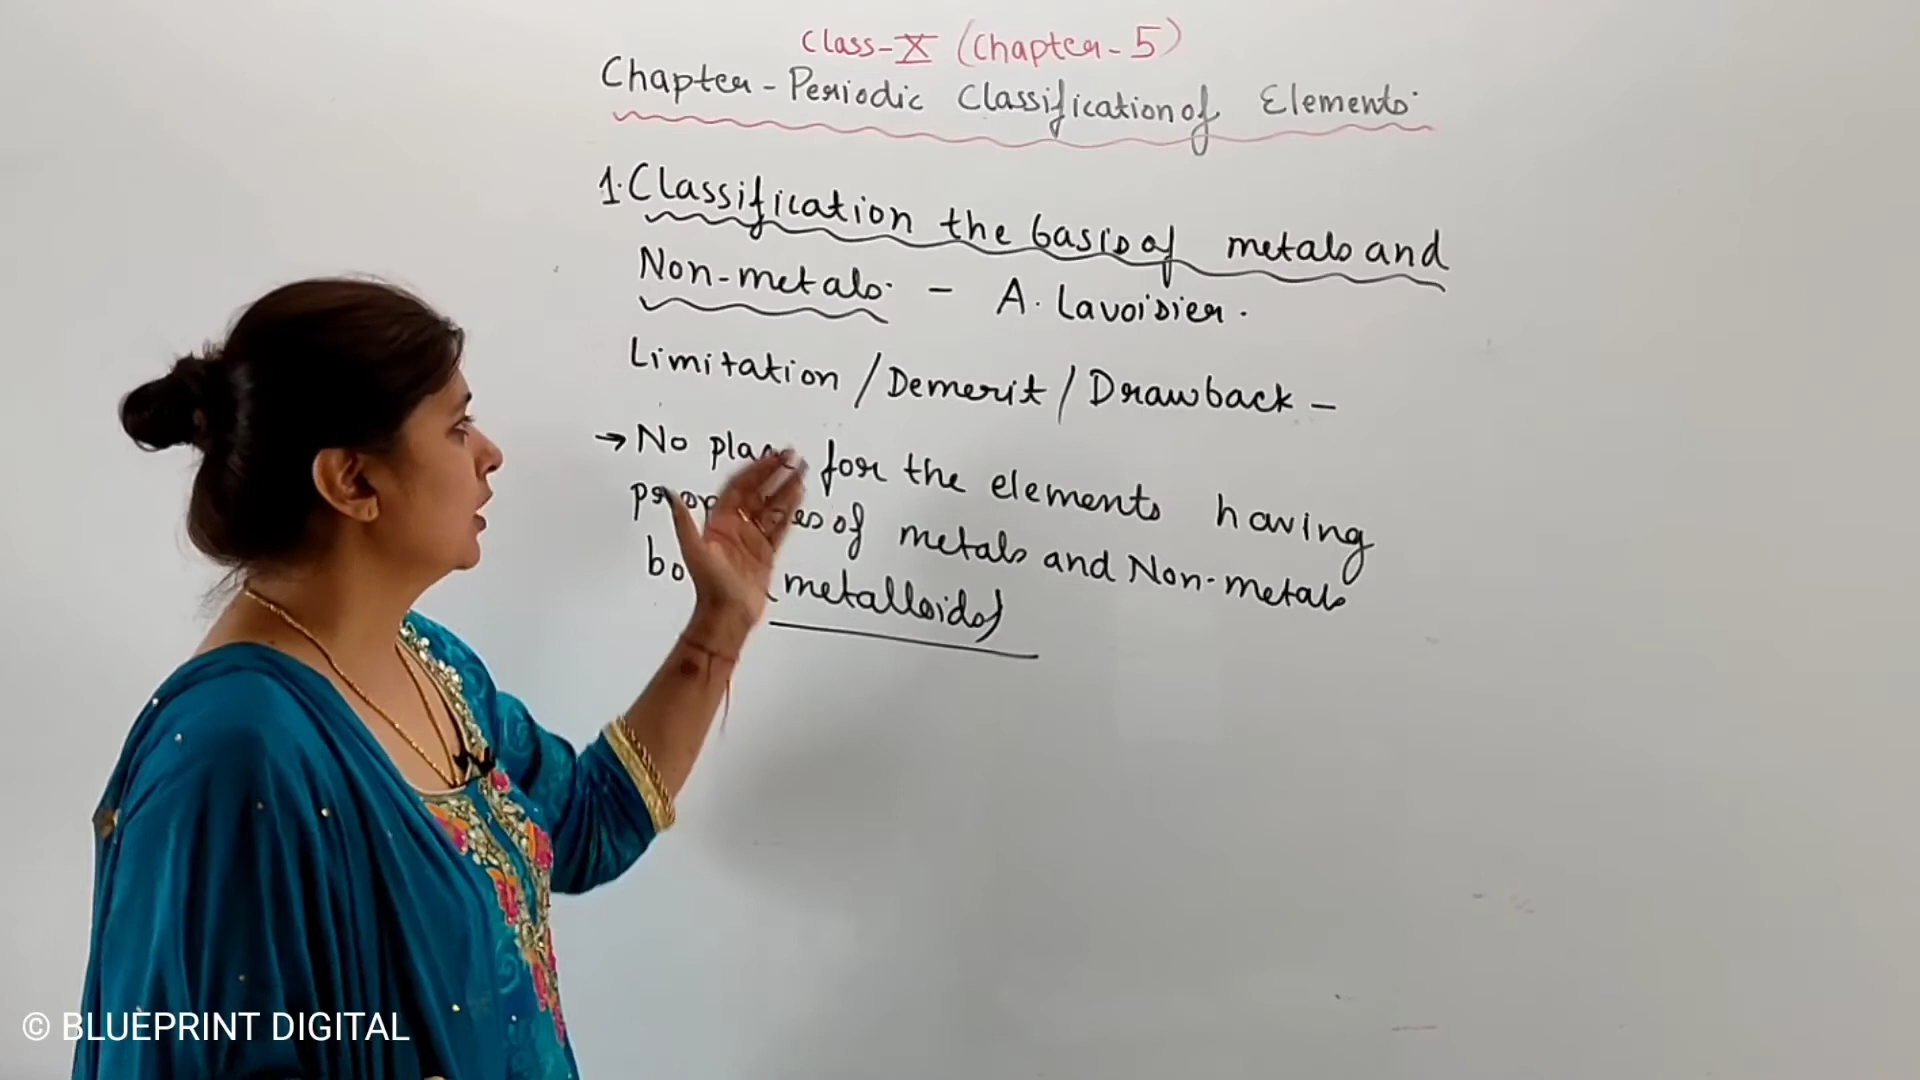 Class-X (Chapter-5)
Chapter-Periodic Classification of Elements
1. Classification the basis of metals and
Non-metals. - A. Lavoisier.
Limitation / Demerit / Drawback -
→ No for the elements having
of metals and Non-metals
(metalloids)
© BLUEPRINT DIGITAL